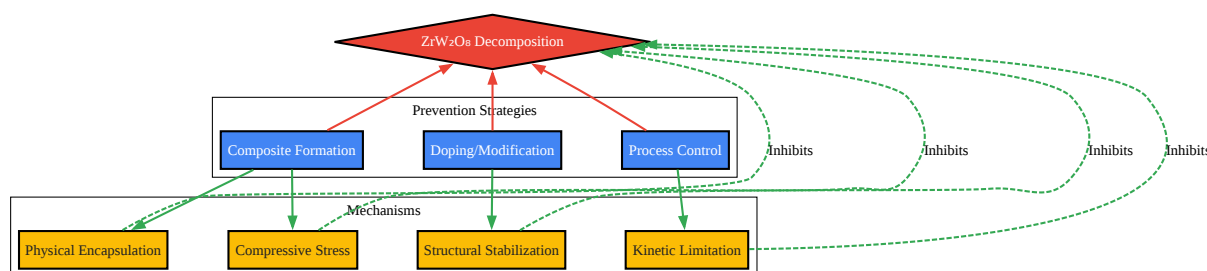 ZrW₂O₈ Decomposition
Prevention Strategies
Composite Formation
Doping/Modification
Process Control
Inhibits
Inhibits
Inhibits
Inhibits
Mechanisms
Physical Encapsulation
Compressive Stress
Structural Stabilization
Kinetic Limitation